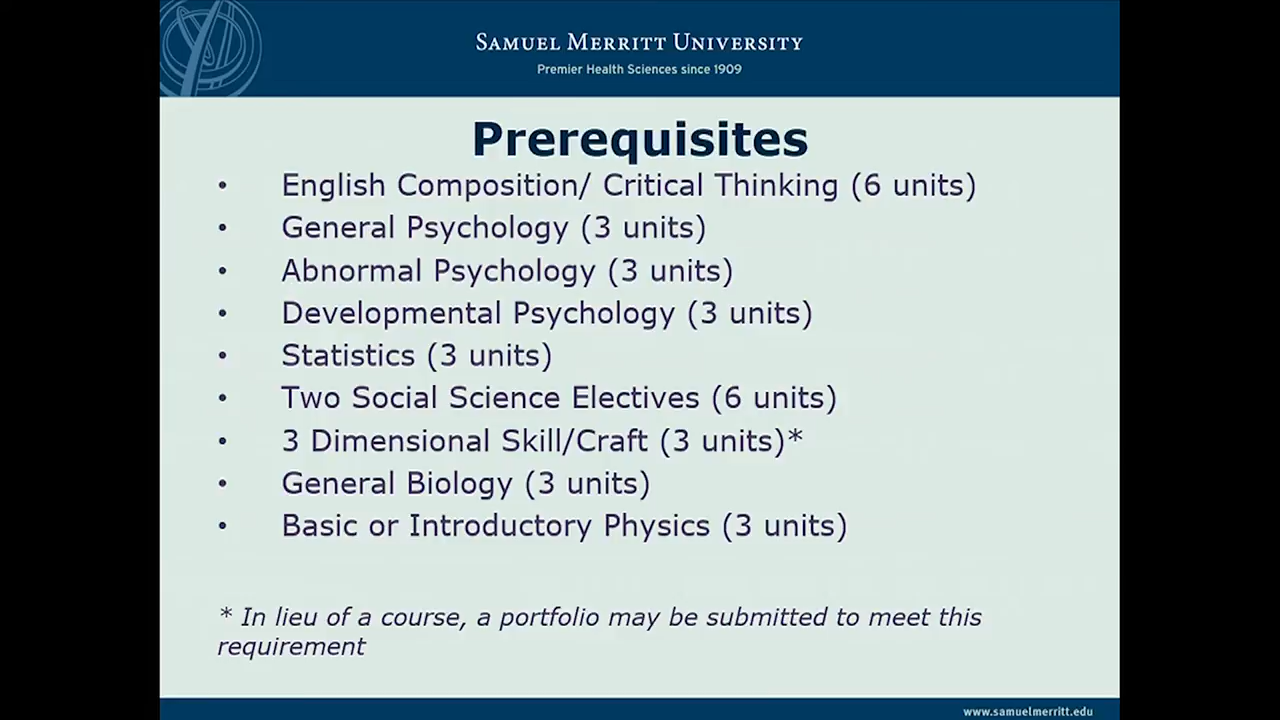 SAMUEL MERRITT UNIVERSITY
Premier Health Sciences since 1909
Prerequisites
• English Composition/ Critical Thinking (6 units)
• General Psychology (3 units)
• Abnormal Psychology (3 units)
• Developmental Psychology (3 units)
• Statistics (3 units)
• Two Social Science Electives (6 units)
• 3 Dimensional Skill/Craft (3 units)*
• General Biology (3 units)
• Basic or Introductory Physics (3 units)
* In lieu of a course, a portfolio may be submitted to meet this
requirement
www.samuelmerritt.edu